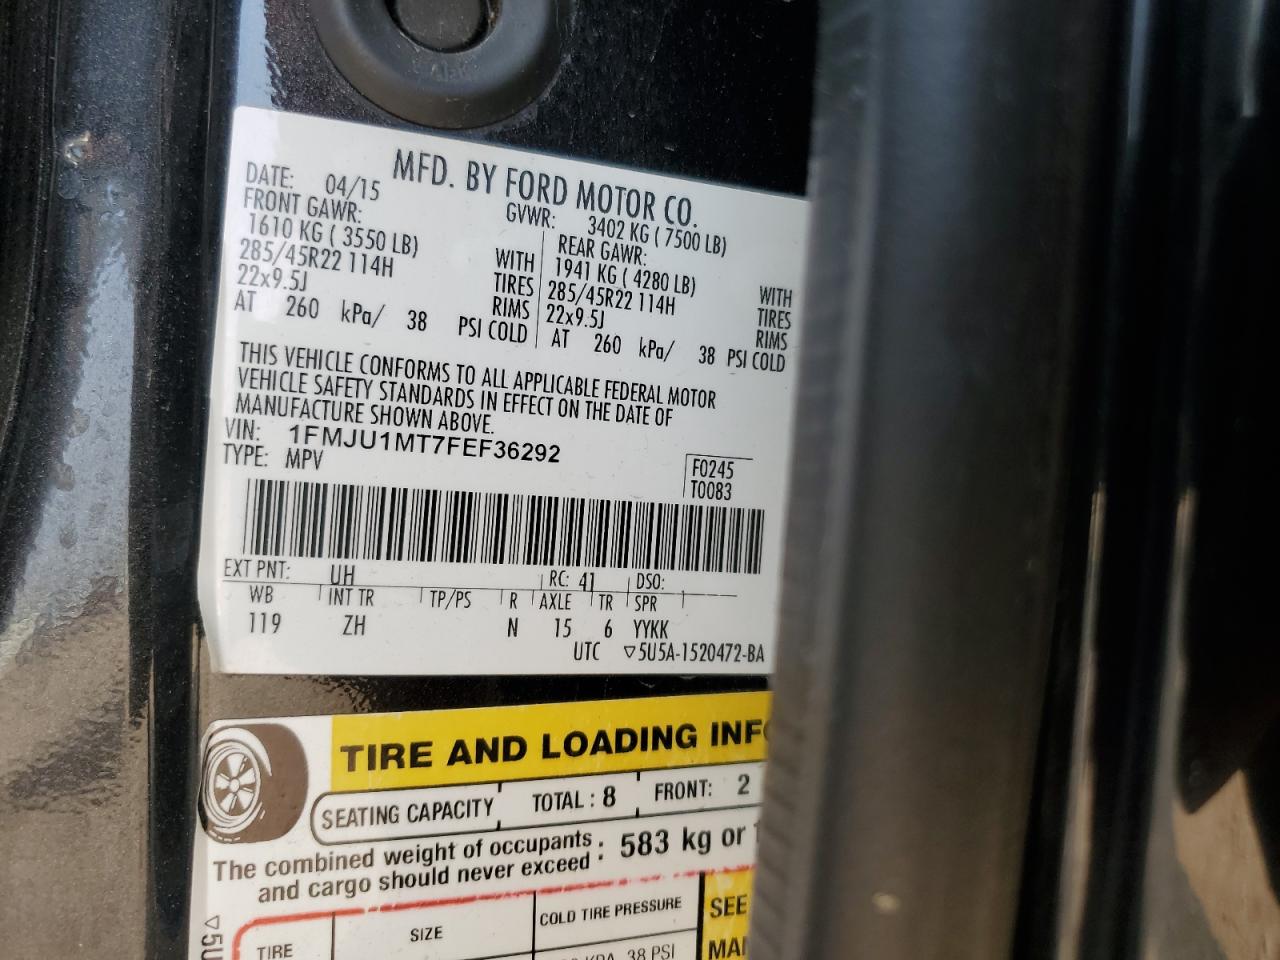 MFD. BY FORD MOTOR CO.
DATE: 04/15 GVWR: 3402 KG ( 7500 LB)
FRONT GAWR: REAR GAWR:
1610 KG ( 3550 LB) WITH 1941 KG ( 4280 LB) WITH
285/45R22 114H TIRES 285/45R22 114H TIRES
22x9.5J RIMS 22x9.5J RIMS
AT 260 kPa/ 38 PSI COLD AT 260 kPa/ 38 PSI COLD
THIS VEHICLE CONFORMS TO ALL APPLICABLE FEDERAL MOTOR
VEHICLE SAFETY STANDARDS IN EFFECT ON THE DATE OF
MANUFACTURE SHOWN ABOVE.
VIN: 1FMJU1MT7FEF36292
TYPE: MPV F0245
T0083
EXT PNT: UH RC: 41 DSO:
WB INT TR TP/PS R AXLE TR SPR
119 ZH N 15 6 YYKK
UTC ▽5U5A-1520472-BA
TIRE AND LOADING INFO
SEATING CAPACITY TOTAL : 8 FRONT: 2
The combined weight of occupants
and cargo should never exceed : 583 kg or
TIRE SIZE COLD TIRE PRESSURE SEE
KPA, 38 PSI
▽5U